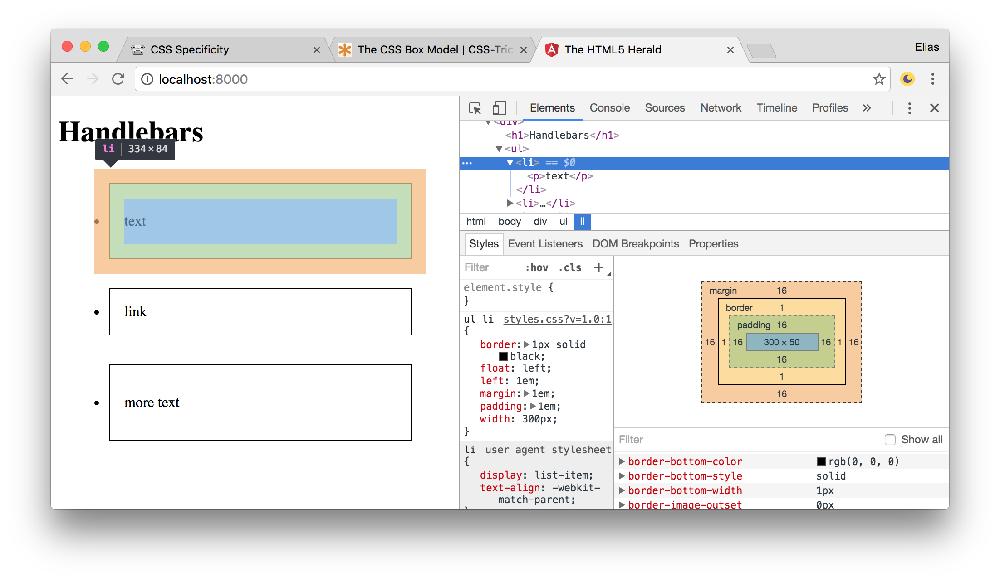 CSS Specificity
The CSS Box Model | CSS-Tric
The HTML5 Herald
Elias
localhost:8000
Handlebars
li 334 × 84
• text
• link
• more text
Elements Console Sources Network Timeline Profiles »
<div>
<h1>Handlebars</h1>
<ul>
… <li> == $0
<p>text</p>
</li>
<li>…</li>
html body div ul li
Styles Event Listeners DOM Breakpoints Properties
Filter :hov .cls +
element.style {
}
ul li styles.css?v=1.0:1
{
border: 1px solid
black;
float: left;
left: 1em;
margin: 1em;
padding: 1em;
width: 300px;
}
li user agent stylesheet
{
display: list-item;
text-align: -webkit-
match-parent;
margin 16
border 1
padding 16
16 1 16 300 × 50 16 1 16
16
1
16
Filter Show all
border-bottom-color rgb(0, 0, 0)
border-bottom-style solid
border-bottom-width 1px
border-image-outset 0px